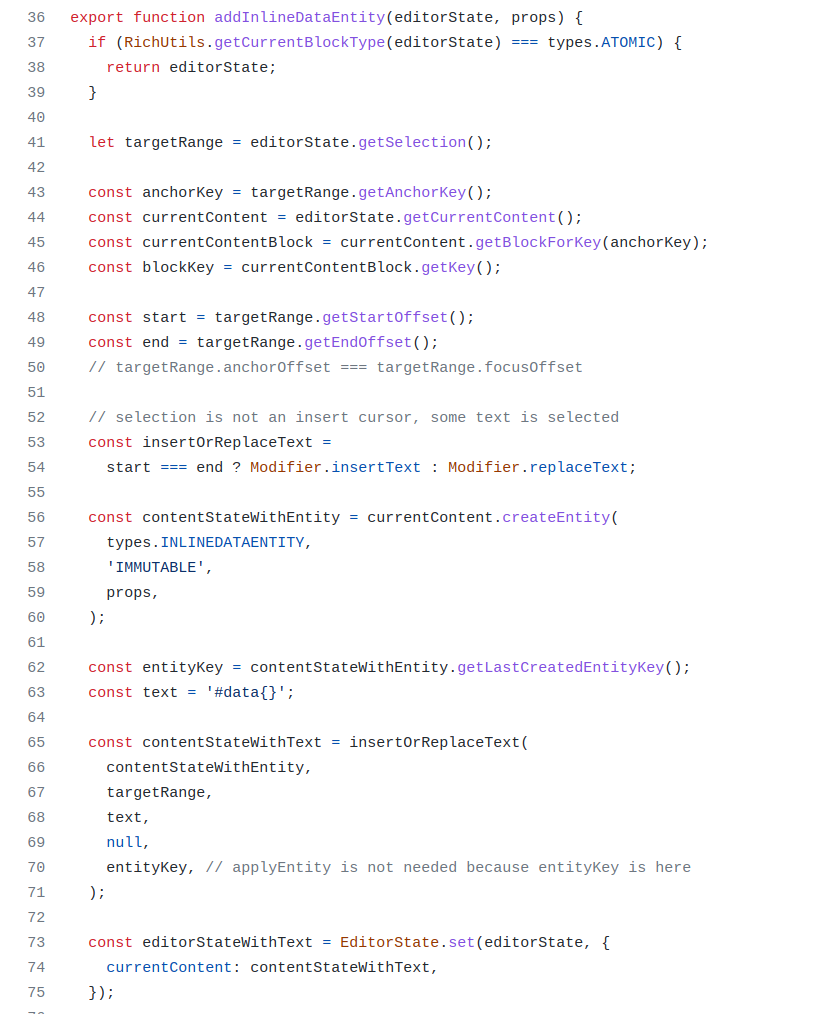 36 export function addInlineDataEntity(editorState, props) {
37 if (RichUtils.getCurrentBlockType(editorState) === types.ATOMIC) {
38 return editorState;
39 }
40
41 let targetRange = editorState.getSelection();
42
43 const anchorKey = targetRange.getAnchorKey();
44 const currentContent = editorState.getCurrentContent();
45 const currentContentBlock = currentContent.getBlockForKey(anchorKey);
46 const blockKey = currentContentBlock.getKey();
47
48 const start = targetRange.getStartOffset();
49 const end = targetRange.getEndOffset();
50 // targetRange.anchorOffset === targetRange.focusOffset
51
52 // selection is not an insert cursor, some text is selected
53 const insertOrReplaceText =
54 start === end ? Modifier.insertText : Modifier.replaceText;
55
56 const contentStateWithEntity = currentContent.createEntity(
57 types.INLINEDATAENTITY,
58 'IMMUTABLE',
59 props,
60 );
61
62 const entityKey = contentStateWithEntity.getLastCreatedEntityKey();
63 const text = '#data{}';
64
65 const contentStateWithText = insertOrReplaceText(
66 contentStateWithEntity,
67 targetRange,
68 text,
69 null,
70 entityKey, // applyEntity is not needed because entityKey is here
71 );
72
73 const editorStateWithText = EditorState.set(editorState, {
74 currentContent: contentStateWithText,
75 });